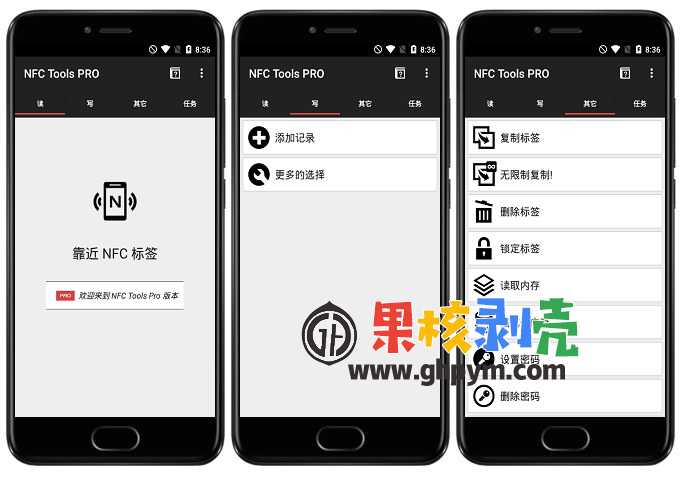 8:36
NFC Tools PRO
读 写 其它 任务
N
靠近 NFC 标签
PRO 欢迎来到 NFC Tools Pro 版本
8:36
NFC Tools PRO
读 写 其它 任务
添加记录
更多的选择
8:36
NFC Tools PRO
读 写 其它 任务
复制标签
无限制复制!
删除标签
锁定标签
读取内存
设置密码
删除密码
果核剥壳
www.ghpym.com